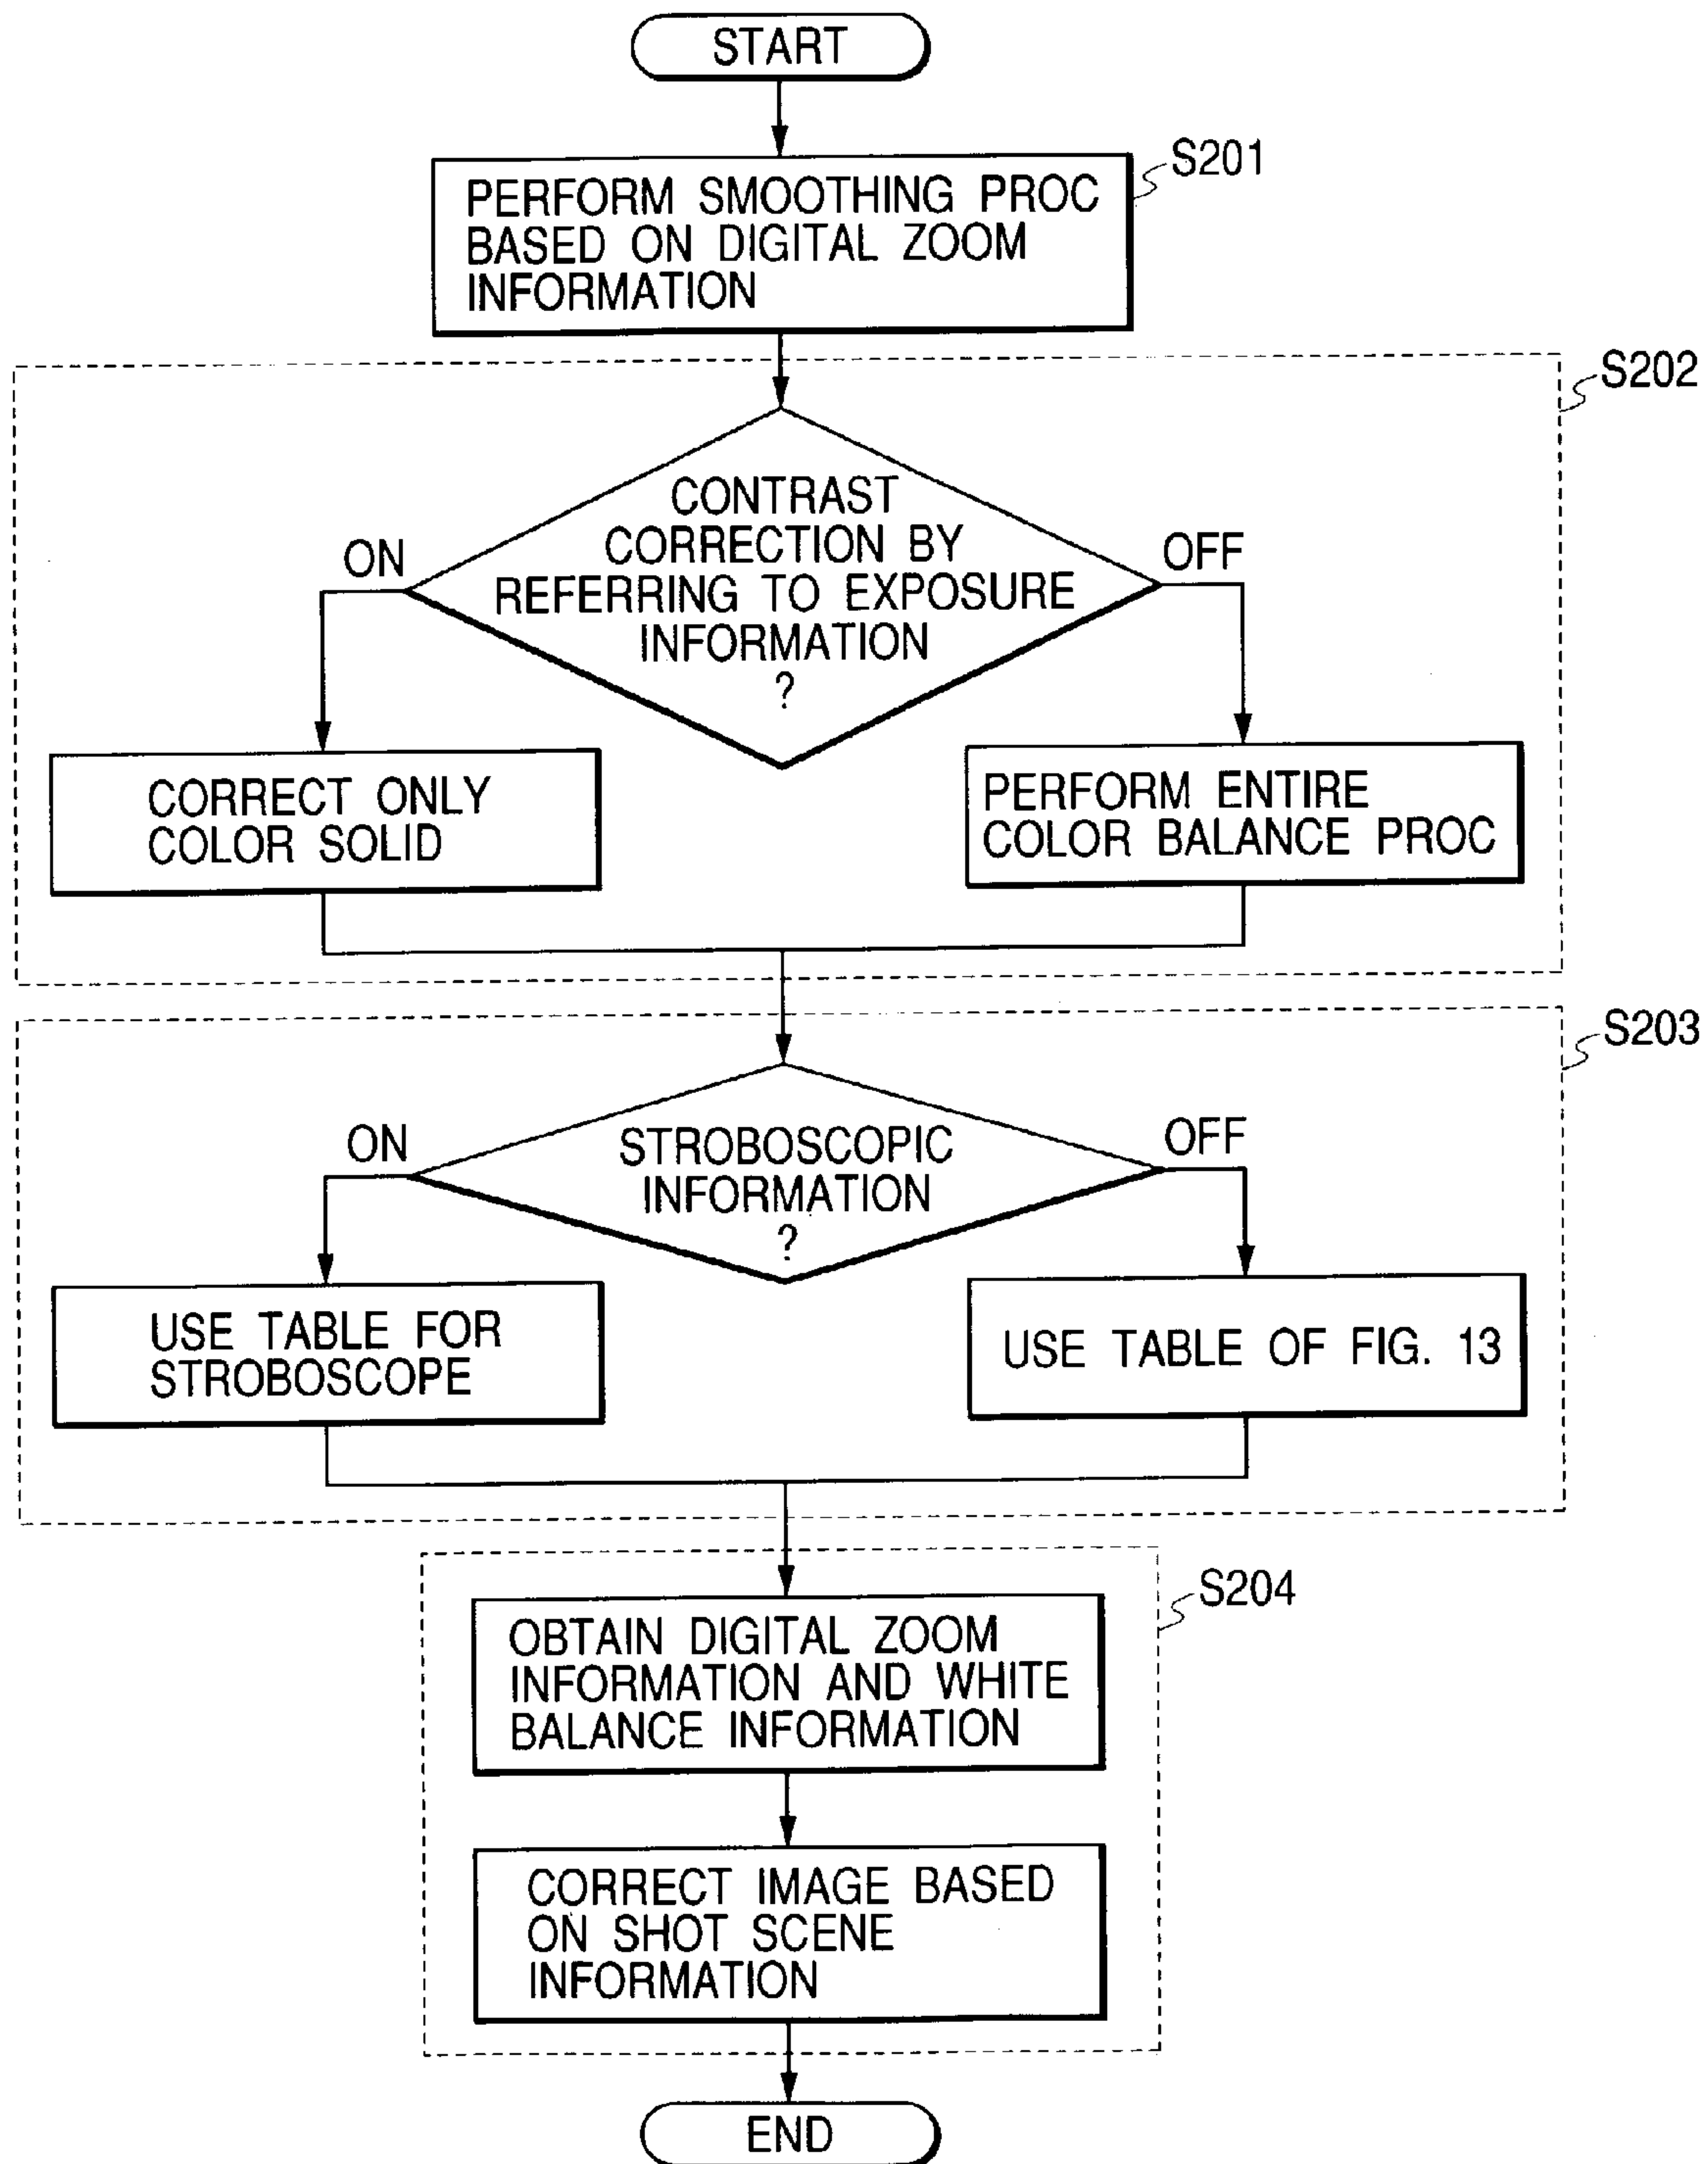 START
S201
PERFORM SMOOTHING PROC
BASED ON DIGITAL ZOOM
INFORMATION
S202
CONTRAST
CORRECTION BY
REFERRING TO EXPOSURE
INFORMATION
?
ON
OFF
CORRECT ONLY
COLOR SOLID
PERFORM ENTIRE
COLOR BALANCE PROC
S203
STROBOSCOPIC
INFORMATION
?
ON
OFF
USE TABLE FOR
STROBOSCOPE
USE TABLE OF FIG. 13
S204
OBTAIN DIGITAL ZOOM
INFORMATION AND WHITE
BALANCE INFORMATION
CORRECT IMAGE BASED
ON SHOT SCENE
INFORMATION
END